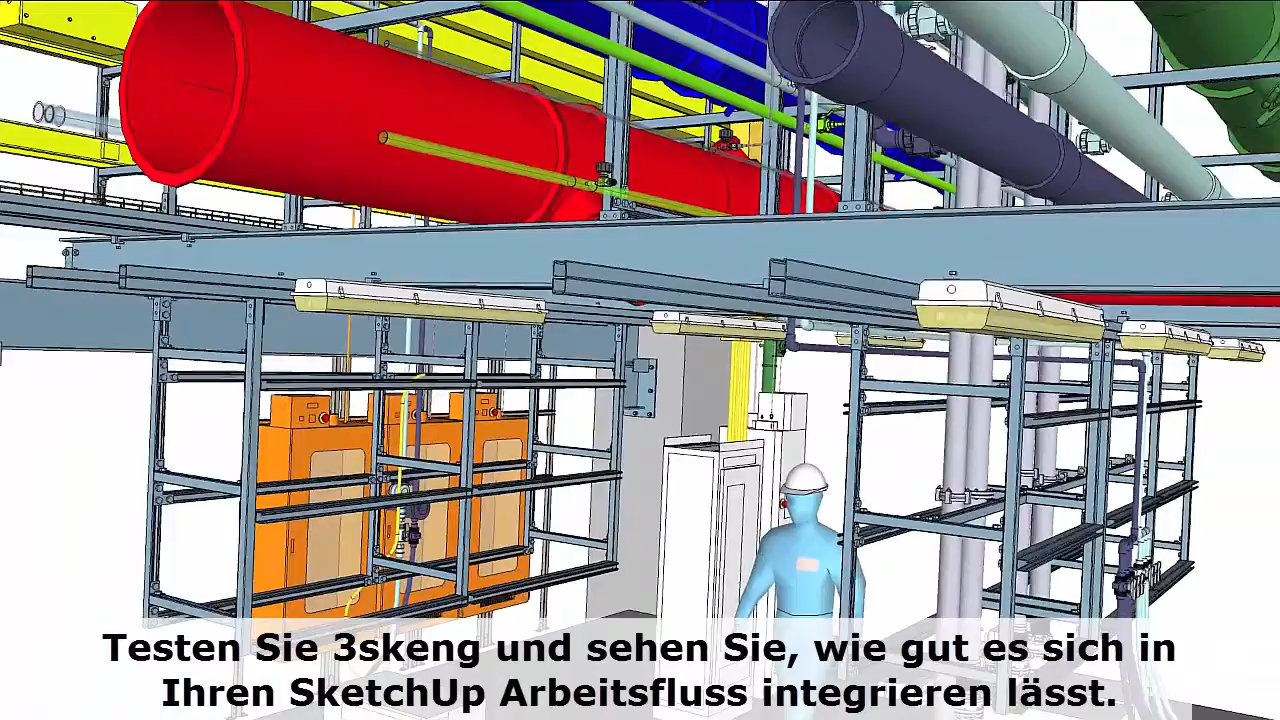 Testen Sie 3skeng und sehen Sie, wie gut es sich in
Ihren SketchUp Arbeitsfluss integrieren lässt.